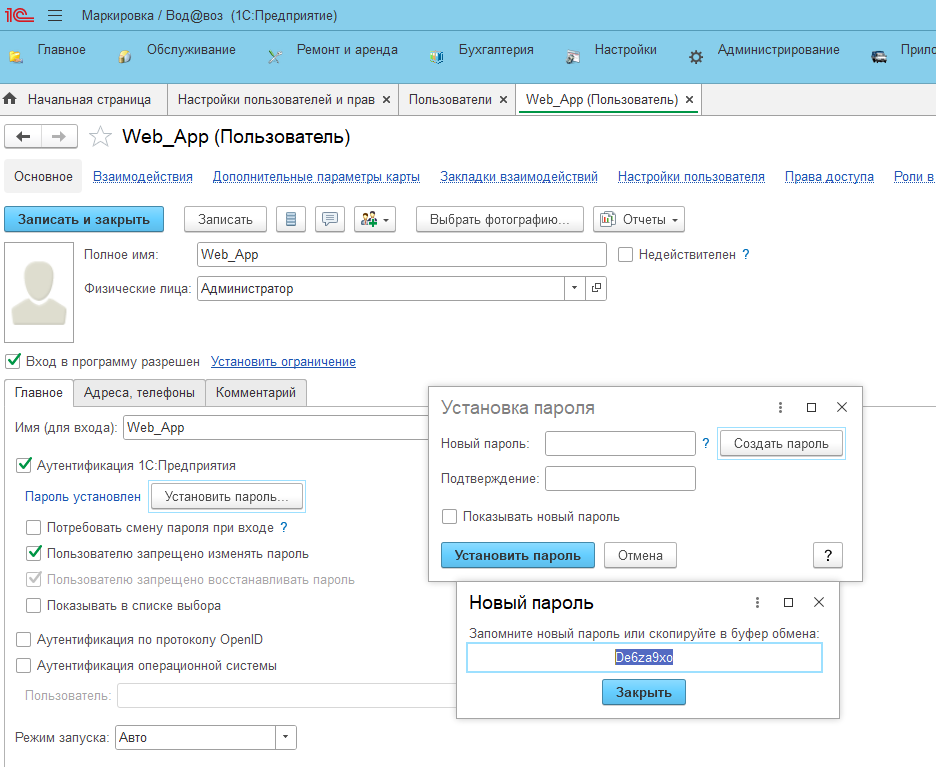 1С Маркировка / Вод@воз (1С:Предприятие)
Главное Обслуживание Ремонт и аренда Бухгалтерия Настройки Администрирование Прило
Начальная страница Настройки пользователей и прав × Пользователи × Web_App (Пользователь) ×
Web_App (Пользователь)
Основное Взаимодействия Дополнительные параметры карты Закладки взаимодействий Настройки пользователя Права доступа Роли в
Записать и закрыть Записать Выбрать фотографию... Отчеты
Полное имя: Web_App Недействителен ?
Физические лица: Администратор
Вход в программу разрешен Установить ограничение
Главное Адреса, телефоны Комментарий
Имя (для входа): Web_App
Аутентификация 1С:Предприятия
Пароль установлен Установить пароль...
Потребовать смену пароля при входе ?
Пользователю запрещено изменять пароль
Пользователю запрещено восстанавливать пароль
Показывать в списке выбора
Аутентификация по протоколу OpenID
Аутентификация операционной системы
Пользователь:
Режим запуска: Авто
Установка пароля
Новый пароль: ? Создать пароль
Подтверждение:
Показывать новый пароль
Установить пароль Отмена ?
Новый пароль
Запомните новый пароль или скопируйте в буфер обмена:
De6za9xo
Закрыть